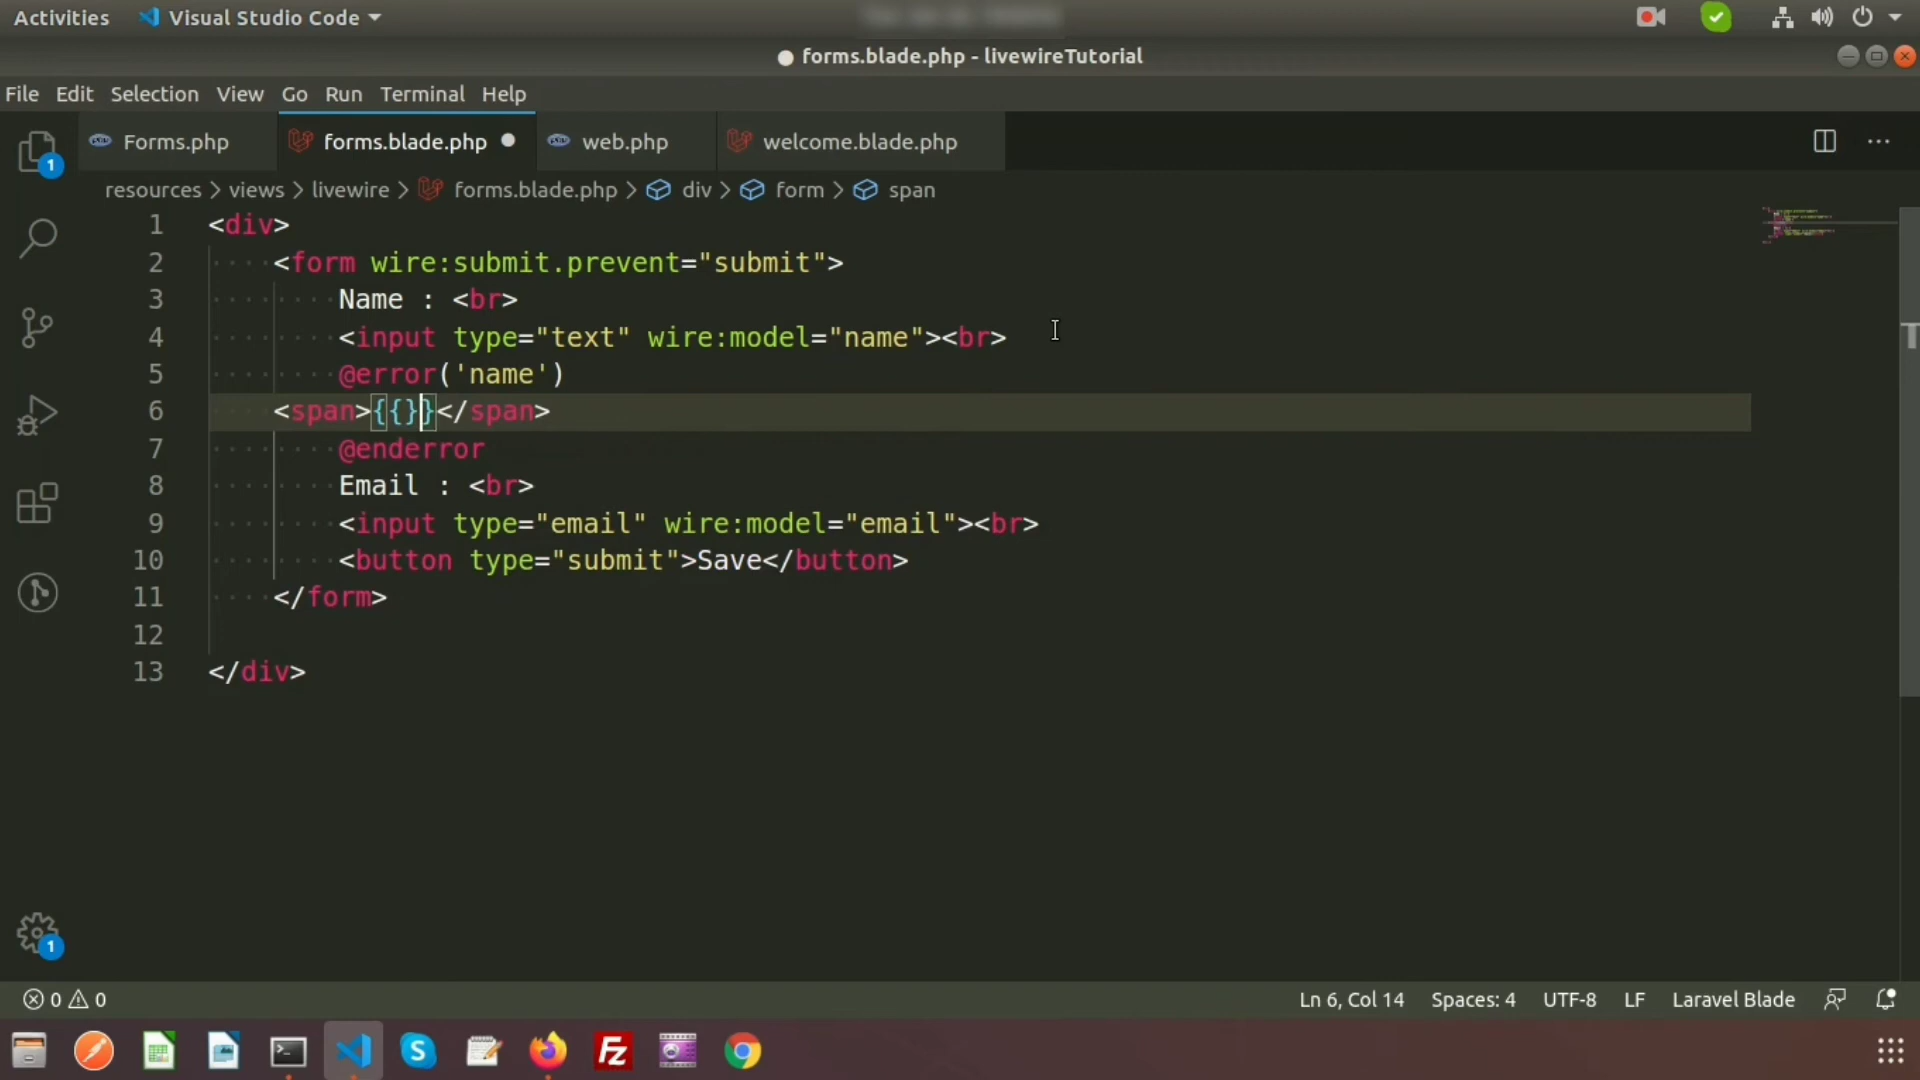 Activities Visual Studio Code
forms.blade.php - livewireTutorial
File Edit Selection View Go Run Terminal Help
Forms.php forms.blade.php web.php welcome.blade.php
resources > views > livewire > forms.blade.php > div > form > span
1 <div>
2 <form wire:submit.prevent="submit">
3 Name : <br>
4 <input type="text" wire:model="name"><br>
5 @error('name')
6 <span>{{}}</span>
7 @enderror
8 Email : <br>
9 <input type="email" wire:model="email"><br>
10 <button type="submit">Save</button>
11 </form>
12
13 </div>
1
1
0 0 Ln 6, Col 14 Spaces: 4 UTF-8 LF Laravel Blade